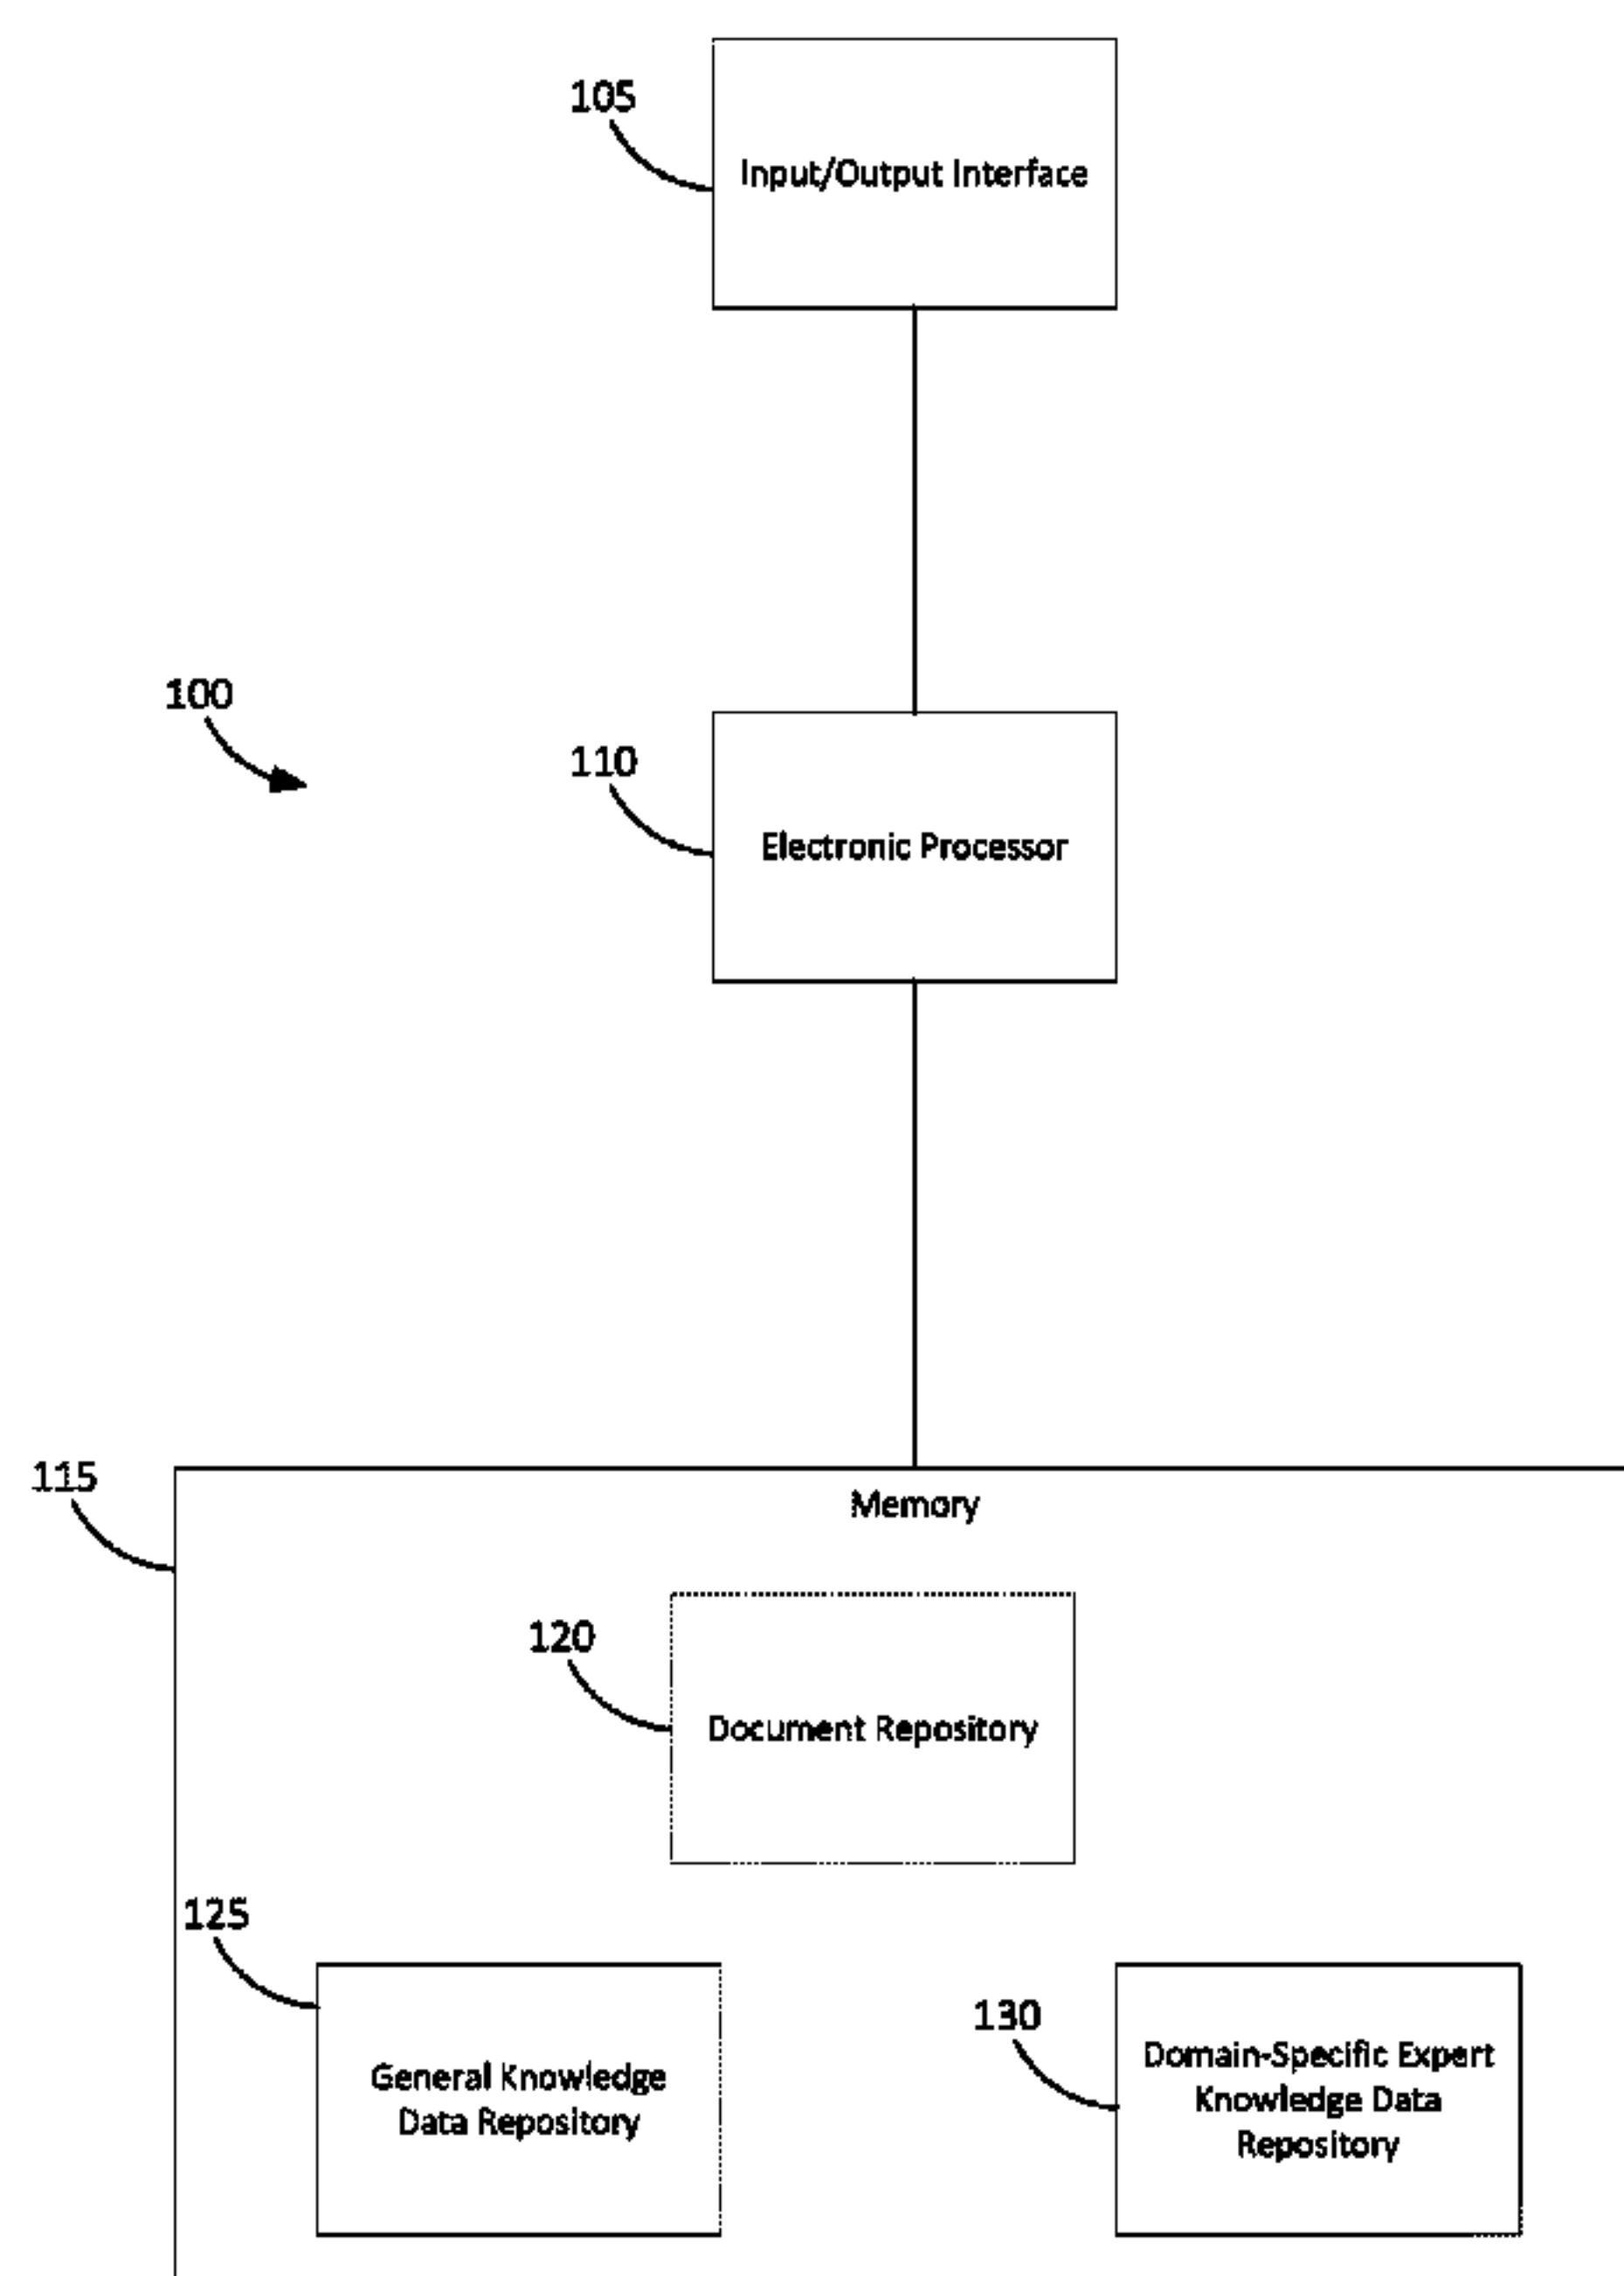 105
Input/Output Interface
100
110
Electronic Processor
115
Memory
120
Document Repository
125
General Knowledge
Data Repository
130
Domain-Specific Expert
Knowledge Data
Repository